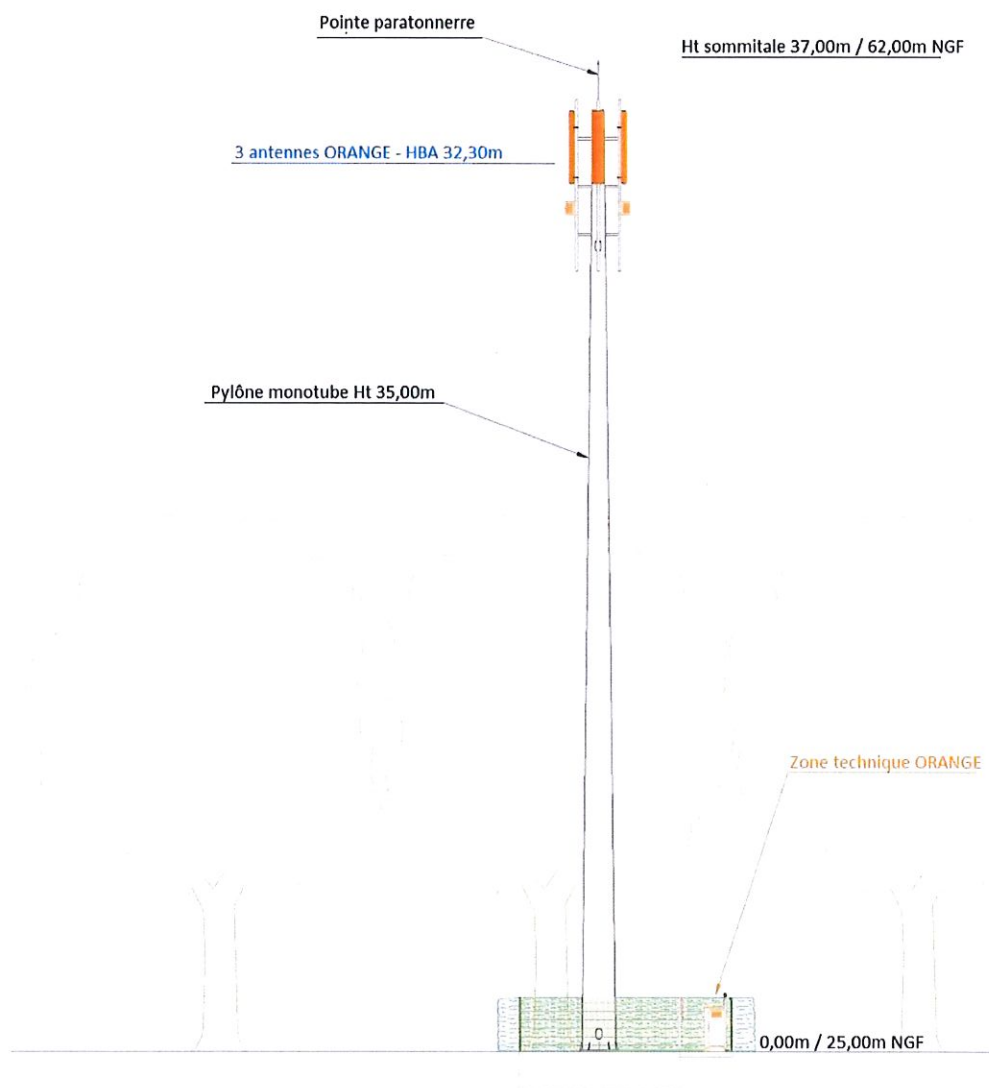 Pointe paratonnerre
Ht sommitale 37,00m / 62,00m NGF
3 antennes ORANGE - HBA 32,30m
Pylône monotube Ht 35,00m
Zone technique ORANGE
0,00m / 25,00m NGF